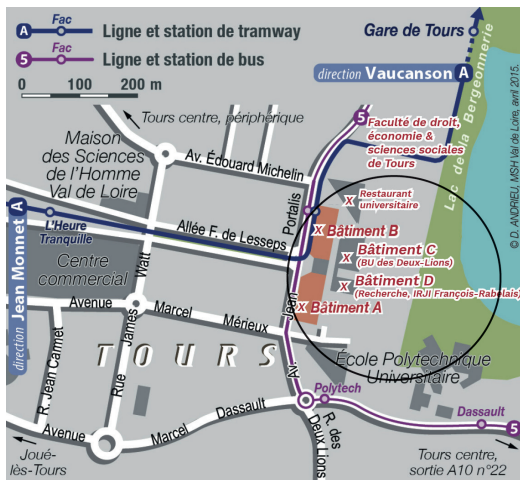 A Fac Ligne et station de tramway
5 Fac Ligne et station de bus
0 100 200 m
Gare de Tours
direction Vaucanson A
Tours centre, périphérique
5
Faculté de droit,
économie &
sciences sociales
de Tours
Lac de la Bergeonnerie
© D. ANDRIEU, MSH Val de Loire, avril 2015.
Maison
des Sciences
de l'Homme
Val de Loire
Av. Édouard Michelin
Portalis
x Restaurant
universitaire
A
L'Heure
Tranquille
Allée F. de Lesseps
x Bâtiment B
x Bâtiment C
(BU des Deux-Lions)
x Bâtiment D
(Recherche, IRJI François-Rabelais)
x Bâtiment A
direction Jean Monnet
Centre
commercial
Watt
James
Rue
Avenue Marcel Mérieux
Jean
Av.
R. Jean Carmet
TOURS
École Polytechnique
Universitaire
Polytech
Dassault
5
Avenue Marcel Dassault
R. des
Deux Lions
Joué-
lès-Tours
Tours centre,
sortie A10 n°22